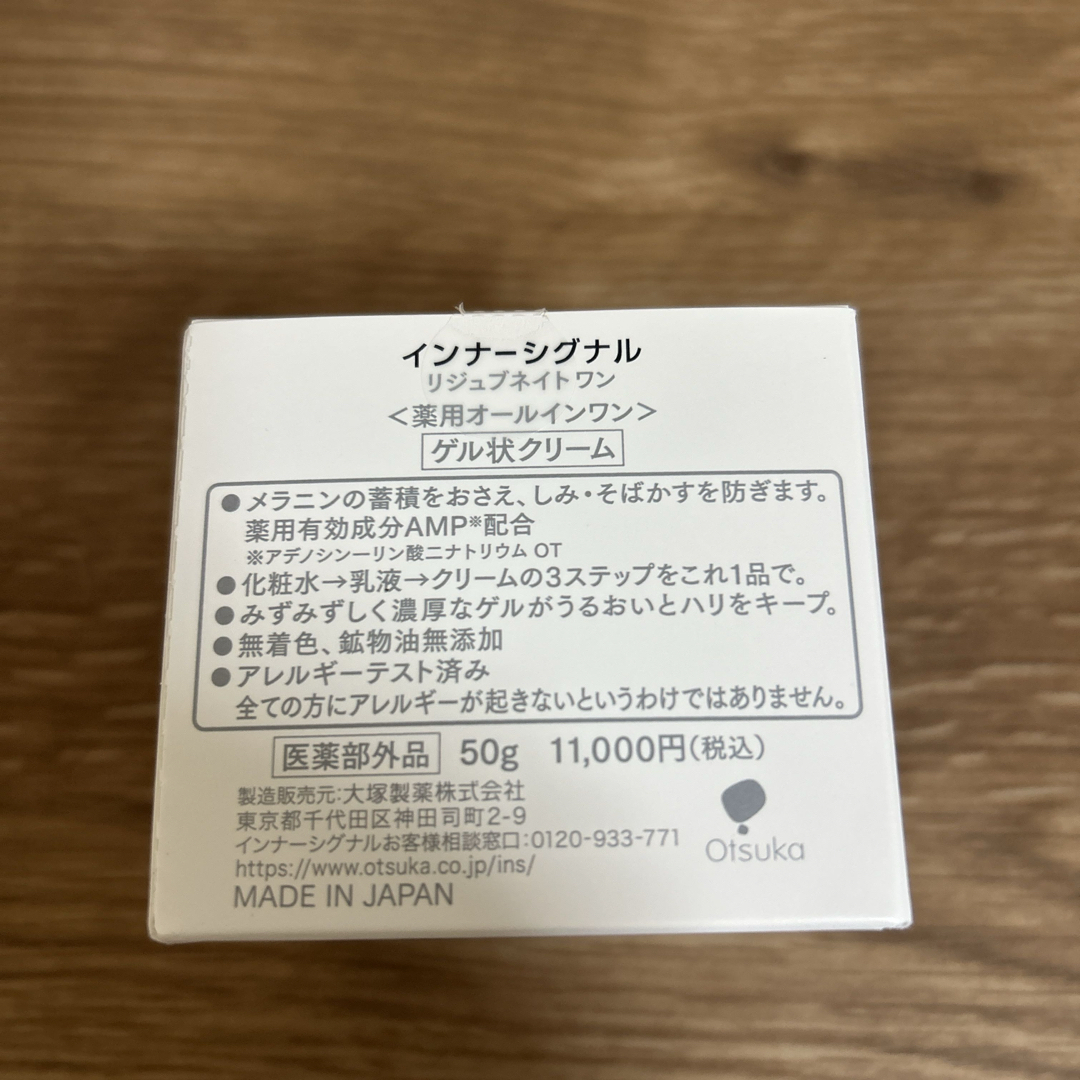 インナーシグナル
リジュブネイト ワン
＜薬用オールインワン＞
ゲル状クリーム
●メラニンの蓄積をおさえ、しみ・そばかすを防ぎます。
薬用有効成分AMP※配合
※アデノシン一リン酸二ナトリウム OT
●化粧水→乳液→クリームの3ステップをこれ1品で。
●みずみずしく濃厚なゲルがうるおいとハリをキープ。
●無着色、鉱物油無添加
●アレルギーテスト済み
全ての方にアレルギーが起きないというわけではありません。
医薬部外品 50g 11,000円(税込)
製造販売元:大塚製薬株式会社
東京都千代田区神田司町2-9
インナーシグナルお客様相談窓口:0120-933-771
https://www.otsuka.co.jp/ins/
MADE IN JAPAN
Otsuka